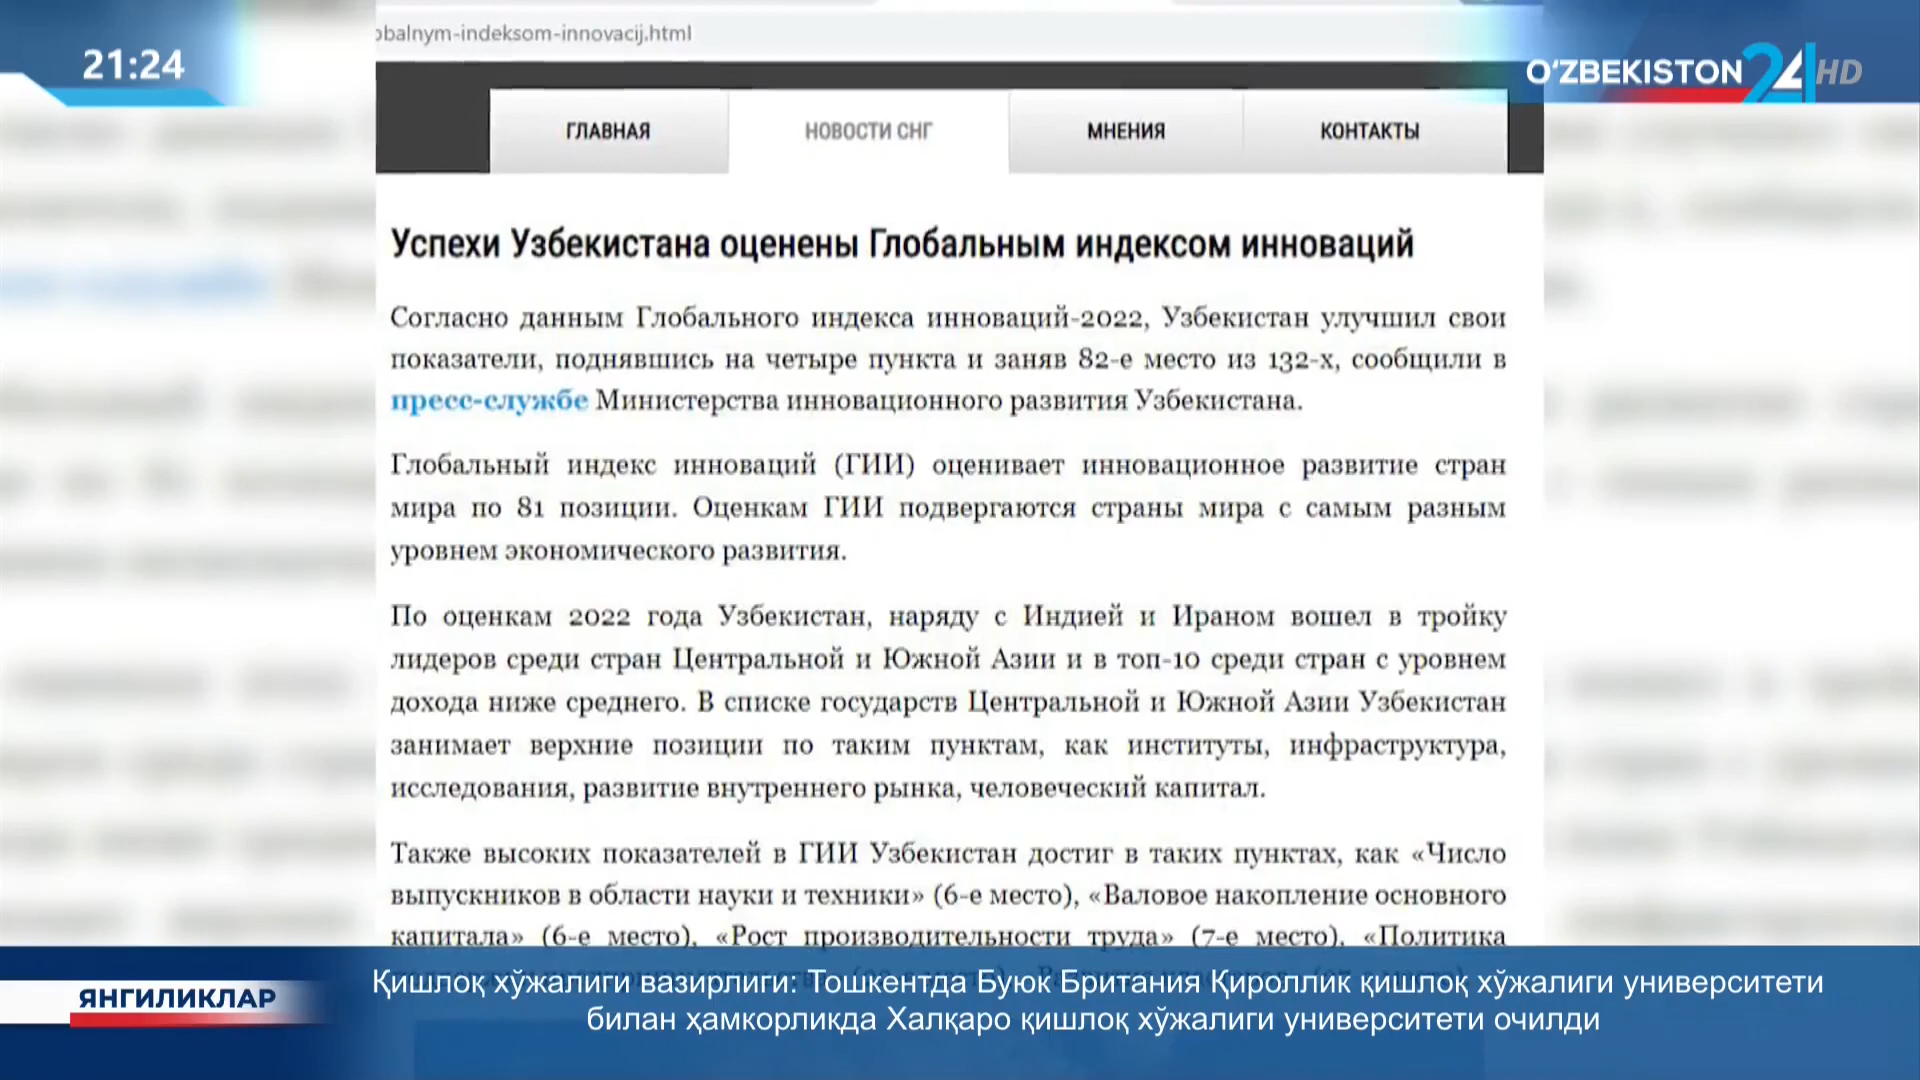 obalnym-indeksom-innovacij.html
21:24
O‘ZBEKISTON 24 HD
ГЛАВНАЯ
НОВОСТИ СНГ
МНЕНИЯ
КОНТАКТЫ
Успехи Узбекистана оценены Глобальным индексом инноваций
Согласно данным Глобального индекса инноваций-2022, Узбекистан улучшил свои
показатели, поднявшись на четыре пункта и заняв 82-е место из 132-х, сообщили в
пресс-службе Министерства инновационного развития Узбекистана.
Глобальный индекс инноваций (ГИИ) оценивает инновационное развитие стран
мира по 81 позиции. Оценкам ГИИ подвергаются страны мира с самым разным
уровнем экономического развития.
По оценкам 2022 года Узбекистан, наряду с Индией и Ираном вошел в тройку
лидеров среди стран Центральной и Южной Азии и в топ-10 среди стран с уровнем
дохода ниже среднего. В списке государств Центральной и Южной Азии Узбекистан
занимает верхние позиции по таким пунктам, как институты, инфраструктура,
исследования, развитие внутреннего рынка, человеческий капитал.
Также высоких показателей в ГИИ Узбекистан достиг в таких пунктах, как «Число
выпускников в области науки и техники» (6-е место), «Валовое накопление основного
капитала» (6-е место), «Рост производительности труда» (7-е место), «Политика
ЯНГИЛИКЛАР
Қишлоқ хўжалиги вазирлиги: Тошкентда Буюк Британия Қироллик қишлоқ хўжалиги университети
билан ҳамкорликда Халқаро қишлоқ хўжалиги университети очилди